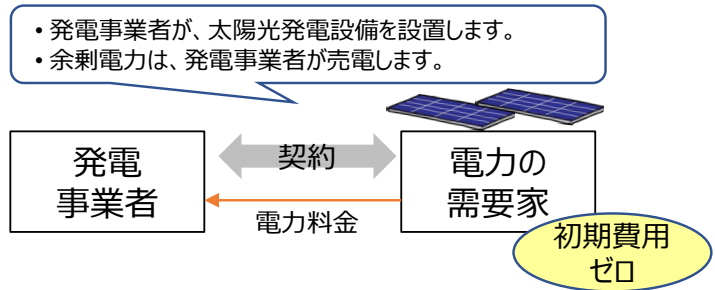 • 発電事業者が、太陽光発電設備を設置します。
• 余剰電力は、発電事業者が売電します。
発電
事業者
契約
電力料金
電力の
需要家
初期費用
ゼロ